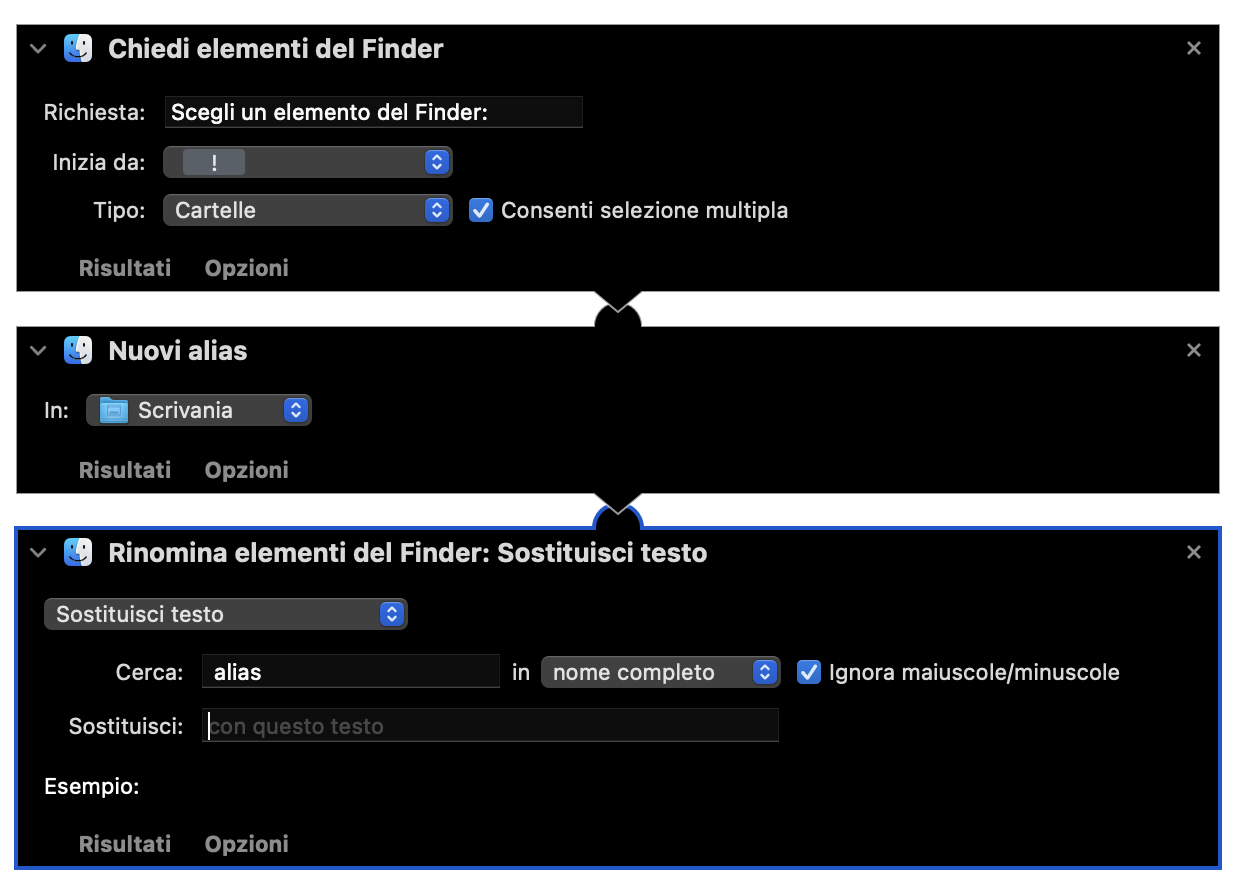 Chiedi elementi del Finder
Richiesta: Scegli un elemento del Finder:
Inizia da: !
Tipo: Cartelle Consenti selezione multipla
Risultati Opzioni
Nuovi alias
In: Scrivania
Risultati Opzioni
Rinomina elementi del Finder: Sostituisci testo
Sostituisci testo
Cerca: alias in nome completo Ignora maiuscole/minuscole
Sostituisci: con questo testo
Esempio:
Risultati Opzioni